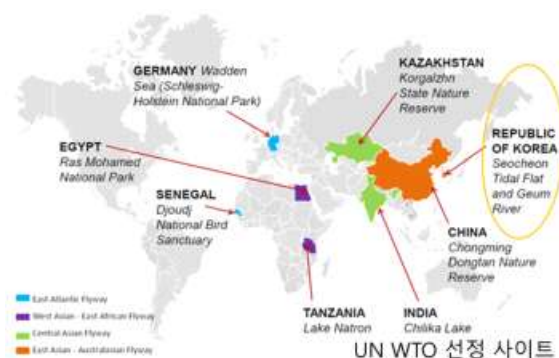 GERMANY Wadden
Sea (Schleswig-
Holstein National Park)
KAZAKHSTAN
Korgalzhn
State Nature
Reserve
REPUBLIC
OF KOREA
Seocheon
Tidal Flat
and Geum
River
EGYPT
Ras Mohamed
National Park
SENEGAL
Djoudj
National Bird
Sanctuary
CHINA
Chongming
Dongtan Nature
Reserve
TANZANIA
Lake Natron
INDIA
Chilika Lake
East Atlantic Flyway
West Asian - East African Flyway
Central Asian Flyway
East Asian - Australasian Flyway
UN WTO 선정 사이트